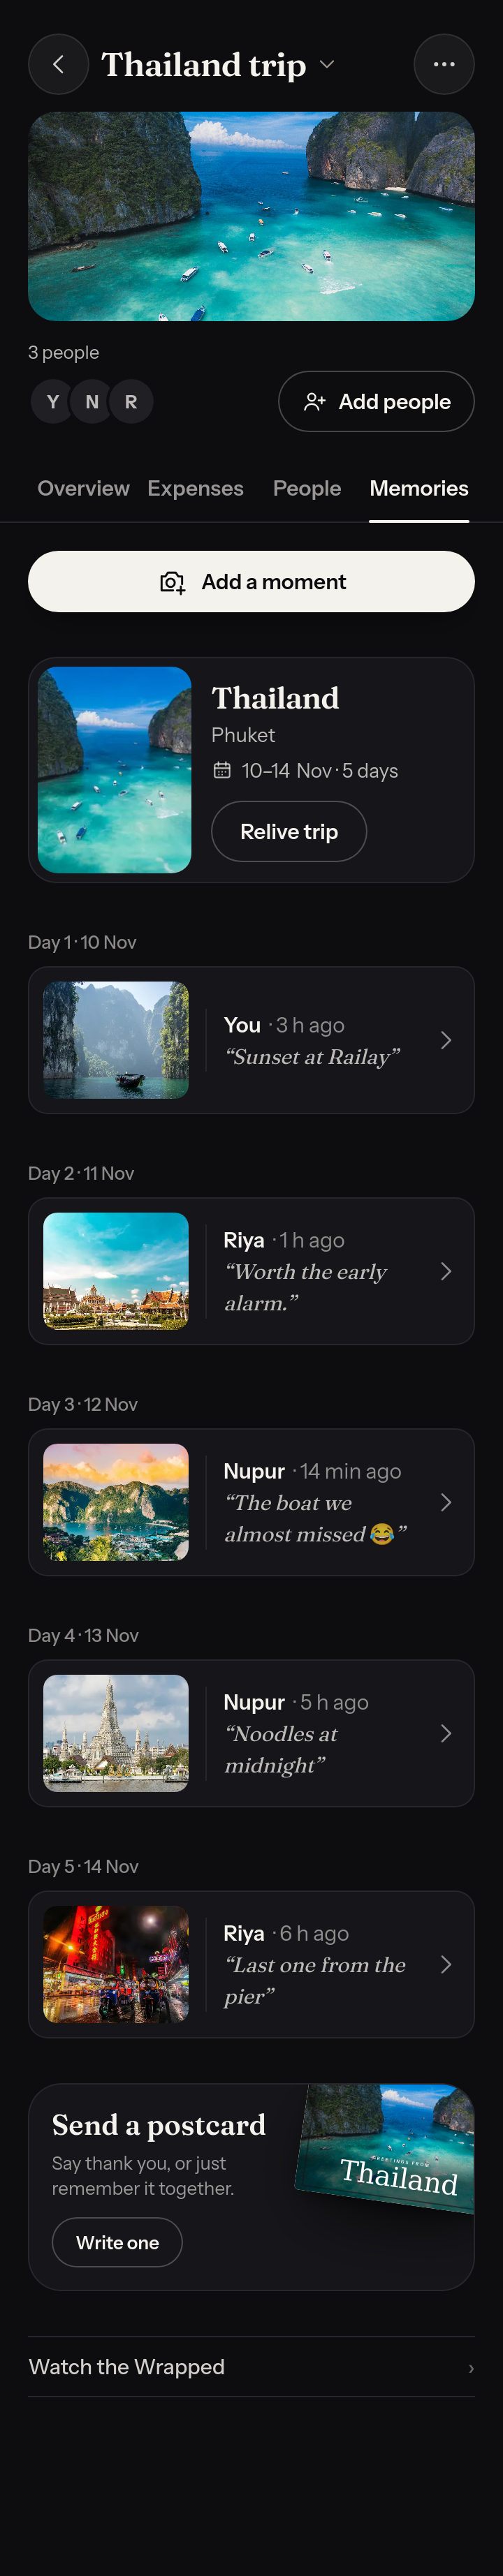 Thailand trip
3 people
Y N R
Add people
Overview Expenses People Memories
Add a moment
Thailand
Phuket
10–14 Nov · 5 days
Relive trip
Day 1 · 10 Nov
You · 3 h ago
“Sunset at Railay”
Day 2 · 11 Nov
Riya · 1 h ago
“Worth the early
alarm.”
Day 3 · 12 Nov
Nupur · 14 min ago
“The boat we
almost missed 😂”
Day 4 · 13 Nov
Nupur · 5 h ago
“Noodles at
midnight”
Day 5 · 14 Nov
Riya · 6 h ago
“Last one from the
pier”
Send a postcard
Say thank you, or just
remember it together.
GREETINGS FROM
Thailand
Write one
Watch the Wrapped